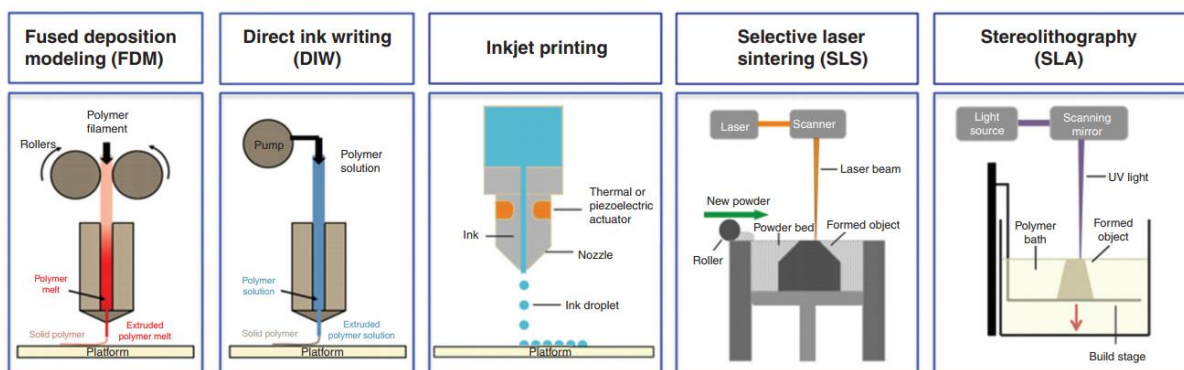 Fused deposition
modeling (FDM)
Polymer
filament
Rollers
Polymer
melt
Solid polymer
Extruded
polymer melt
Platform
Direct ink writing
(DIW)
Pump
Polymer
solution
Polymer
solution
Solid polymer
Extruded
polymer solution
Platform
Inkjet printing
Thermal or
piezoelectric
actuator
Ink
Nozzle
Ink droplet
Platform
Selective laser
sintering (SLS)
Laser
Scanner
Laser beam
New powder
Powder bed
Formed object
Roller
Stereolithography
(SLA)
Light
source
Scanning
mirror
UV light
Polymer
bath
Formed
object
Build stage